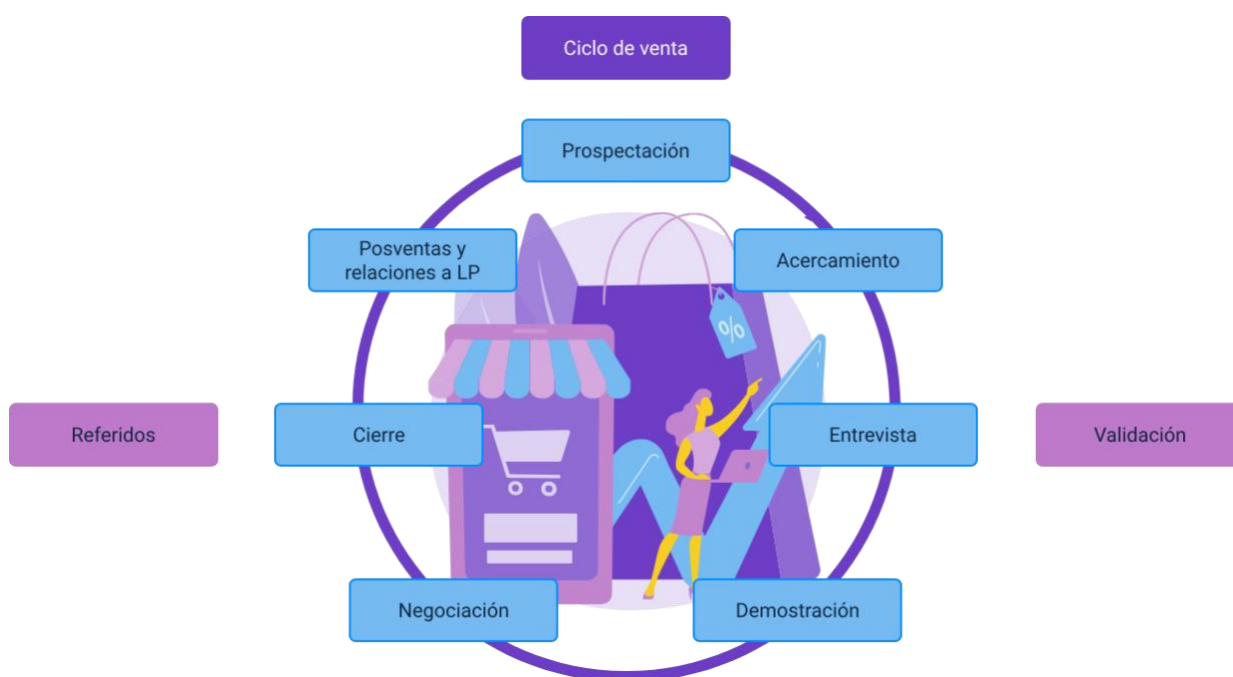 Ciclo de venta
Prospectación
Posventas y
relaciones a LP
Acercamiento
%
Referidos
Cierre
Entrevista
Validación
Negociación
Demostración